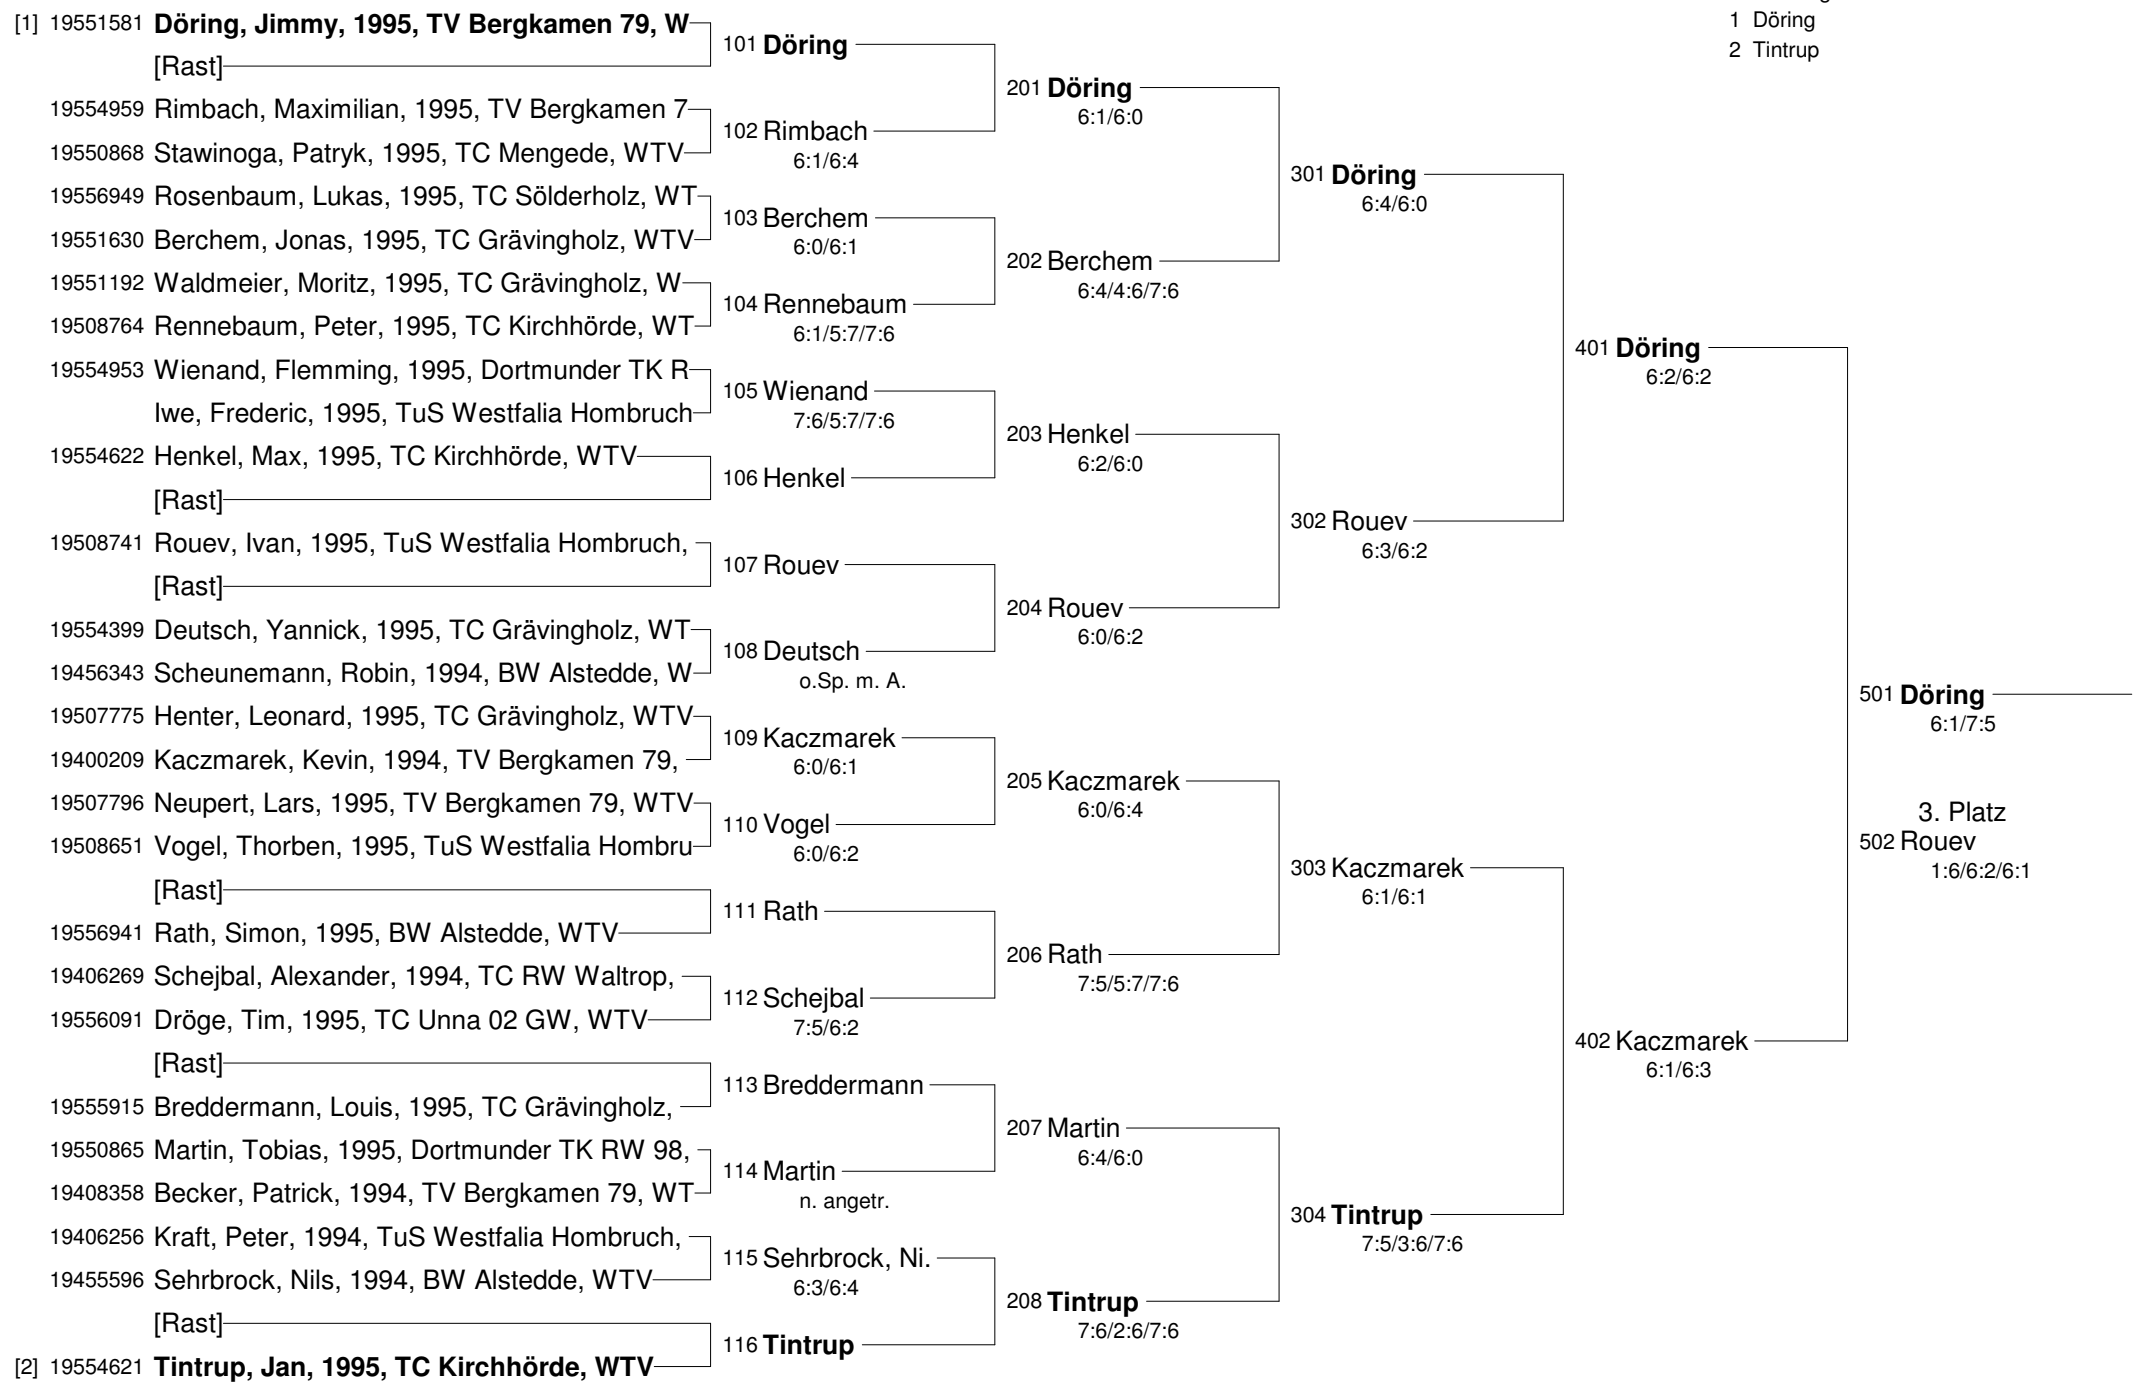 [1] 19551581 Döring, Jimmy, 1995, TV Bergkamen 79, W
[Rast]
19554959 Rimbach, Maximilian, 1995, TV Bergkamen 7
19550868 Stawinoga, Patryk, 1995, TC Mengede, WTV
19556949 Rosenbaum, Lukas, 1995, TC Sölderholz, WT
19551630 Berchem, Jonas, 1995, TC Grävingholz, WTV
19551192 Waldmeier, Moritz, 1995, TC Grävingholz, W
19508764 Rennebaum, Peter, 1995, TC Kirchhörde, WT
19554953 Wienand, Flemming, 1995, Dortmunder TK R
Iwe, Frederic, 1995, TuS Westfalia Hombruch
19554622 Henkel, Max, 1995, TC Kirchhörde, WTV
[Rast]
19508741 Rouev, Ivan, 1995, TuS Westfalia Hombruch,
[Rast]
19554399 Deutsch, Yannick, 1995, TC Grävingholz, WT
19456343 Scheunemann, Robin, 1994, BW Alstedde, W
19507775 Henter, Leonard, 1995, TC Grävingholz, WTV
19400209 Kaczmarek, Kevin, 1994, TV Bergkamen 79,
19507796 Neupert, Lars, 1995, TV Bergkamen 79, WTV
19508651 Vogel, Thorben, 1995, TuS Westfalia Hombru
[Rast]
19556941 Rath, Simon, 1995, BW Alstedde, WTV
19406269 Schejbal, Alexander, 1994, TC RW Waltrop,
19556091 Dröge, Tim, 1995, TC Unna 02 GW, WTV
[Rast]
19555915 Breddermann, Louis, 1995, TC Grävingholz,
19550865 Martin, Tobias, 1995, Dortmunder TK RW 98,
19408358 Becker, Patrick, 1994, TV Bergkamen 79, WT
19406256 Kraft, Peter, 1994, TuS Westfalia Hombruch,
19455596 Sehrbrock, Nils, 1994, BW Alstedde, WTV
[Rast]
[2] 19554621 Tintrup, Jan, 1995, TC Kirchhörde, WTV
101 Döring
102 Rimbach
6:1/6:4
103 Berchem
6:0/6:1
104 Rennebaum
6:1/5:7/7:6
105 Wienand
7:6/5:7/7:6
106 Henkel
107 Rouev
108 Deutsch
o.Sp. m. A.
109 Kaczmarek
6:0/6:1
110 Vogel
6:0/6:2
111 Rath
112 Schejbal
7:5/6:2
113 Breddermann
114 Martin
n. angetr.
115 Sehrbrock, Ni.
6:3/6:4
116 Tintrup
201 Döring
6:1/6:0
202 Berchem
6:4/4:6/7:6
203 Henkel
6:2/6:0
204 Rouev
6:0/6:2
205 Kaczmarek
6:0/6:4
206 Rath
7:5/5:7/7:6
207 Martin
6:4/6:0
208 Tintrup
7:6/2:6/7:6
301 Döring
6:4/6:0
302 Rouev
6:3/6:2
303 Kaczmarek
6:1/6:1
304 Tintrup
7:5/3:6/7:6
401 Döring
6:2/6:2
402 Kaczmarek
6:1/6:3
501 Döring
6:1/7:5
3. Platz
502 Rouev
1:6/6:2/6:1
1 Döring
2 Tintrup